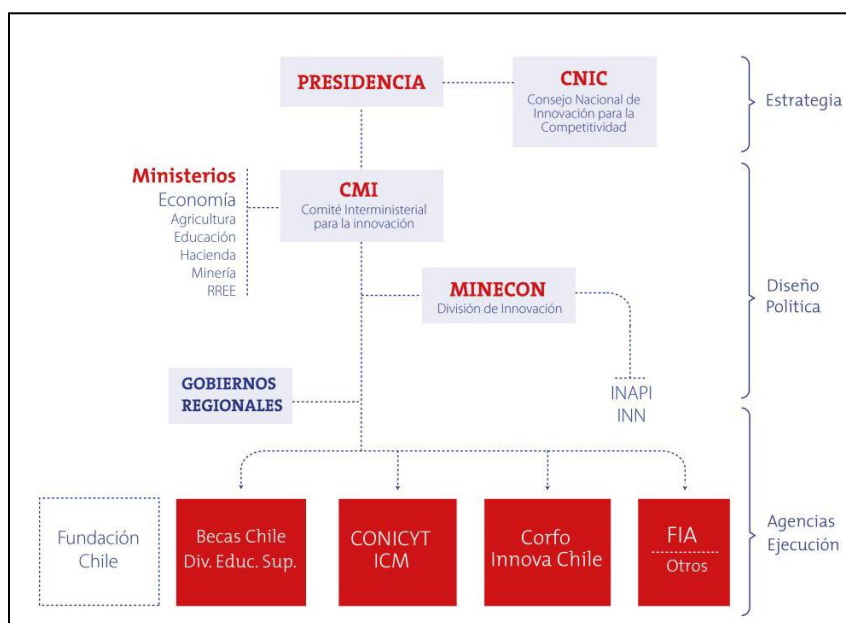 PRESIDENCIA
CNIC
Consejo Nacional de
Innovación para la
Competitividad
Estrategia
Ministerios
Economía
Agricultura
Educación
Hacienda
Minería
RREE
CMI
Comité Interministerial
para la innovación
MINECON
División de Innovación
Diseño
Política
GOBIERNOS
REGIONALES
INAPI
INN
Fundación
Chile
Becas Chile
Div. Educ. Sup.
CONICYT
ICM
Corfo
Innova Chile
FIA
Otros
Agencias
Ejecución